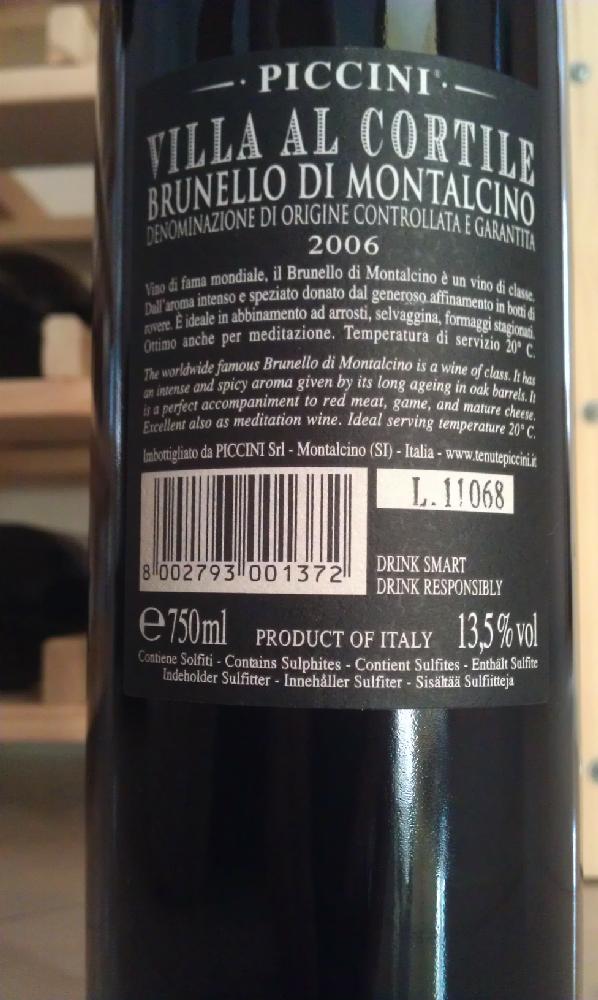 PICCINI
VILLA AL CORTILE
BRUNELLO DI MONTALCINO
DENOMINAZIONE DI ORIGINE CONTROLLATA E GARANTITA
2006
Vino di fama mondiale, il Brunello di Montalcino è un vino di classe.
Dall'aroma intenso e speziato donato dal generoso affinamento in botti di
rovere. È ideale in abbinamento ad arrosti, selvaggina, formaggi stagionati.
Ottimo anche per meditazione. Temperatura di servizio 20° C.
The worldwide famous Brunello di Montalcino is a wine of class. It has
an intense and spicy aroma given by its long ageing in oak barrels. It
is a perfect accompaniment to red meat, game, and mature cheese.
Excellent also as meditation wine. Ideal serving temperature 20° C.
Imbottigliato da PICCINI Srl - Montalcino (SI) - Italia - www.tenutepiccini.it
L. 11068
8 002793 001372
DRINK SMART
DRINK RESPONSIBLY
e 750ml PRODUCT OF ITALY 13,5% vol
Contiene Solfiti - Contains Sulphites - Contient Sulfites - Enthält Sulfite
Indeholder Sulfitter - Innehåller Sulfiter - Sisältää Sulfiitteja